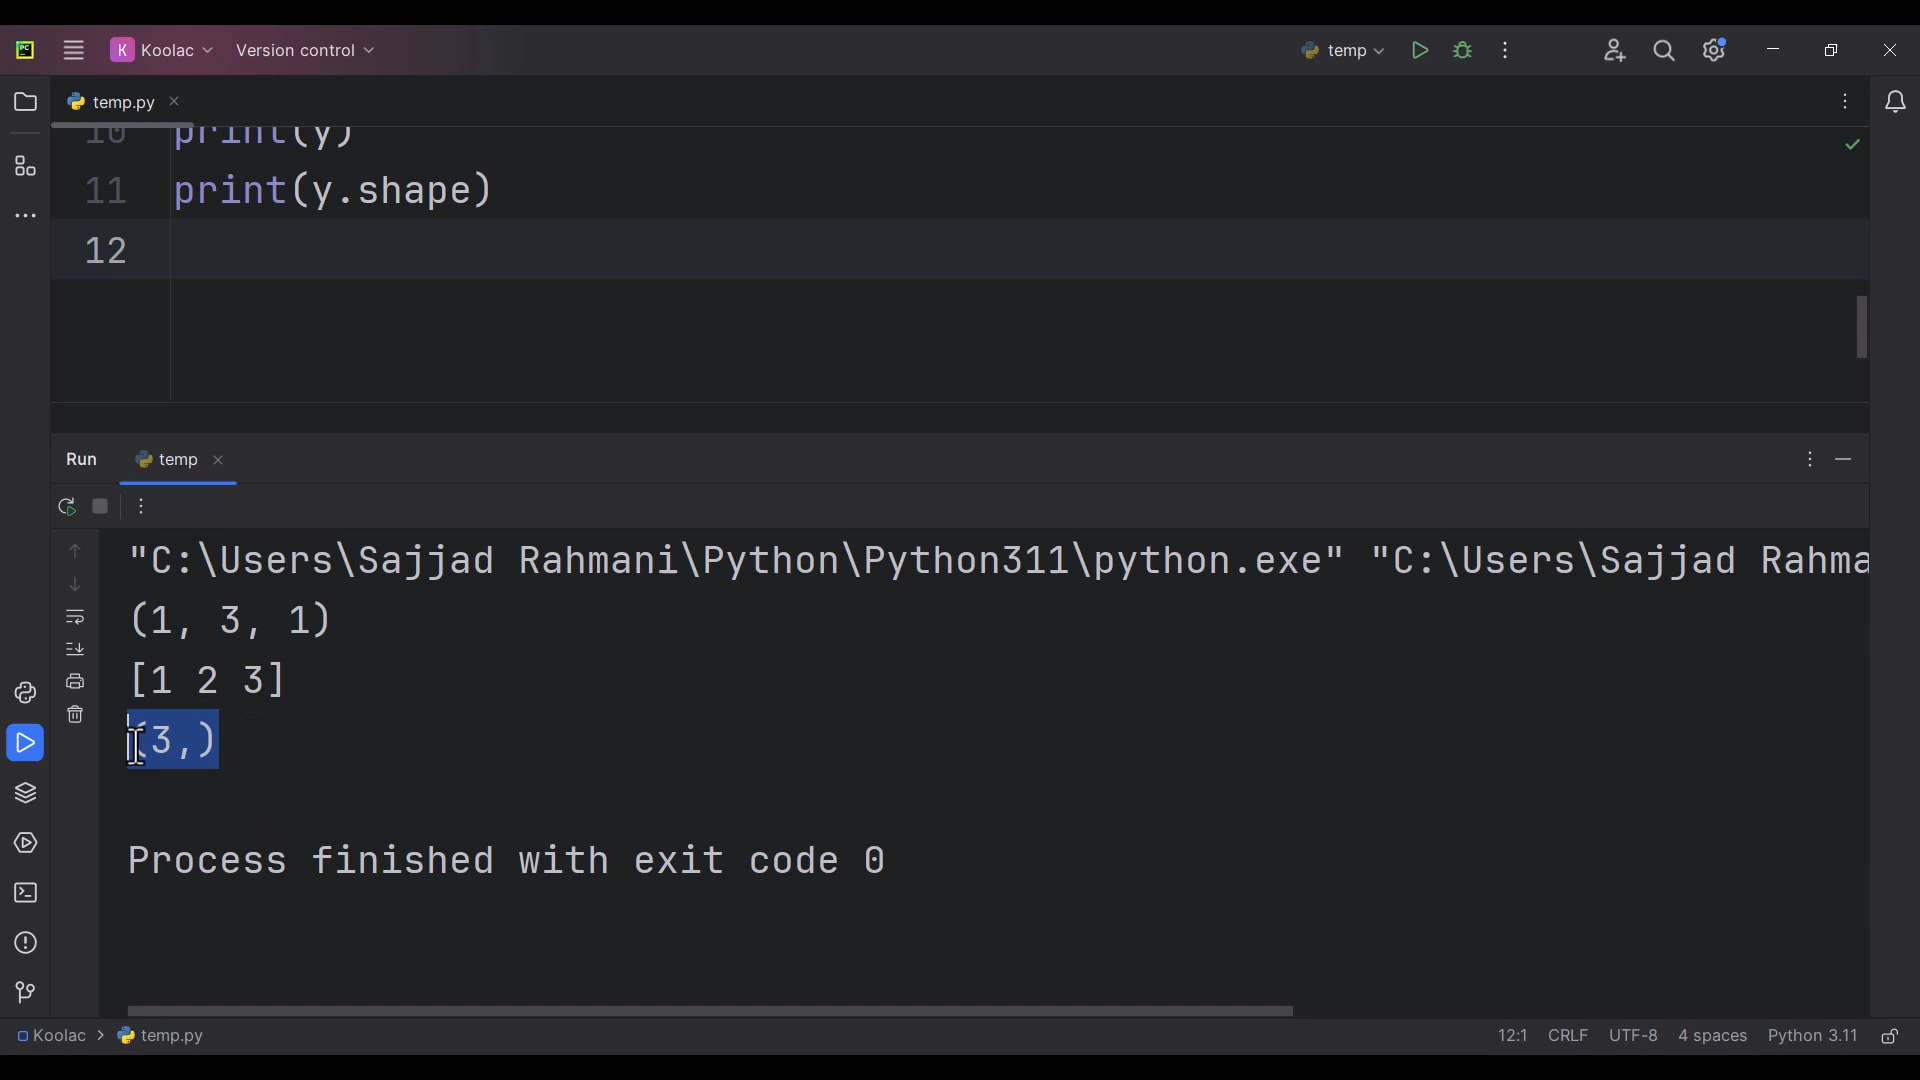 PC
K Koolac Version control temp
temp.py
10 print(y)
11 print(y.shape)
12
Run temp
"C:\Users\Sajjad Rahmani\Python\Python311\python.exe" "C:\Users\Sajjad Rahma
(1, 3, 1)
[1 2 3]
(3,)
Process finished with exit code 0
Koolac > temp.py 12:1 CRLF UTF-8 4 spaces Python 3.11